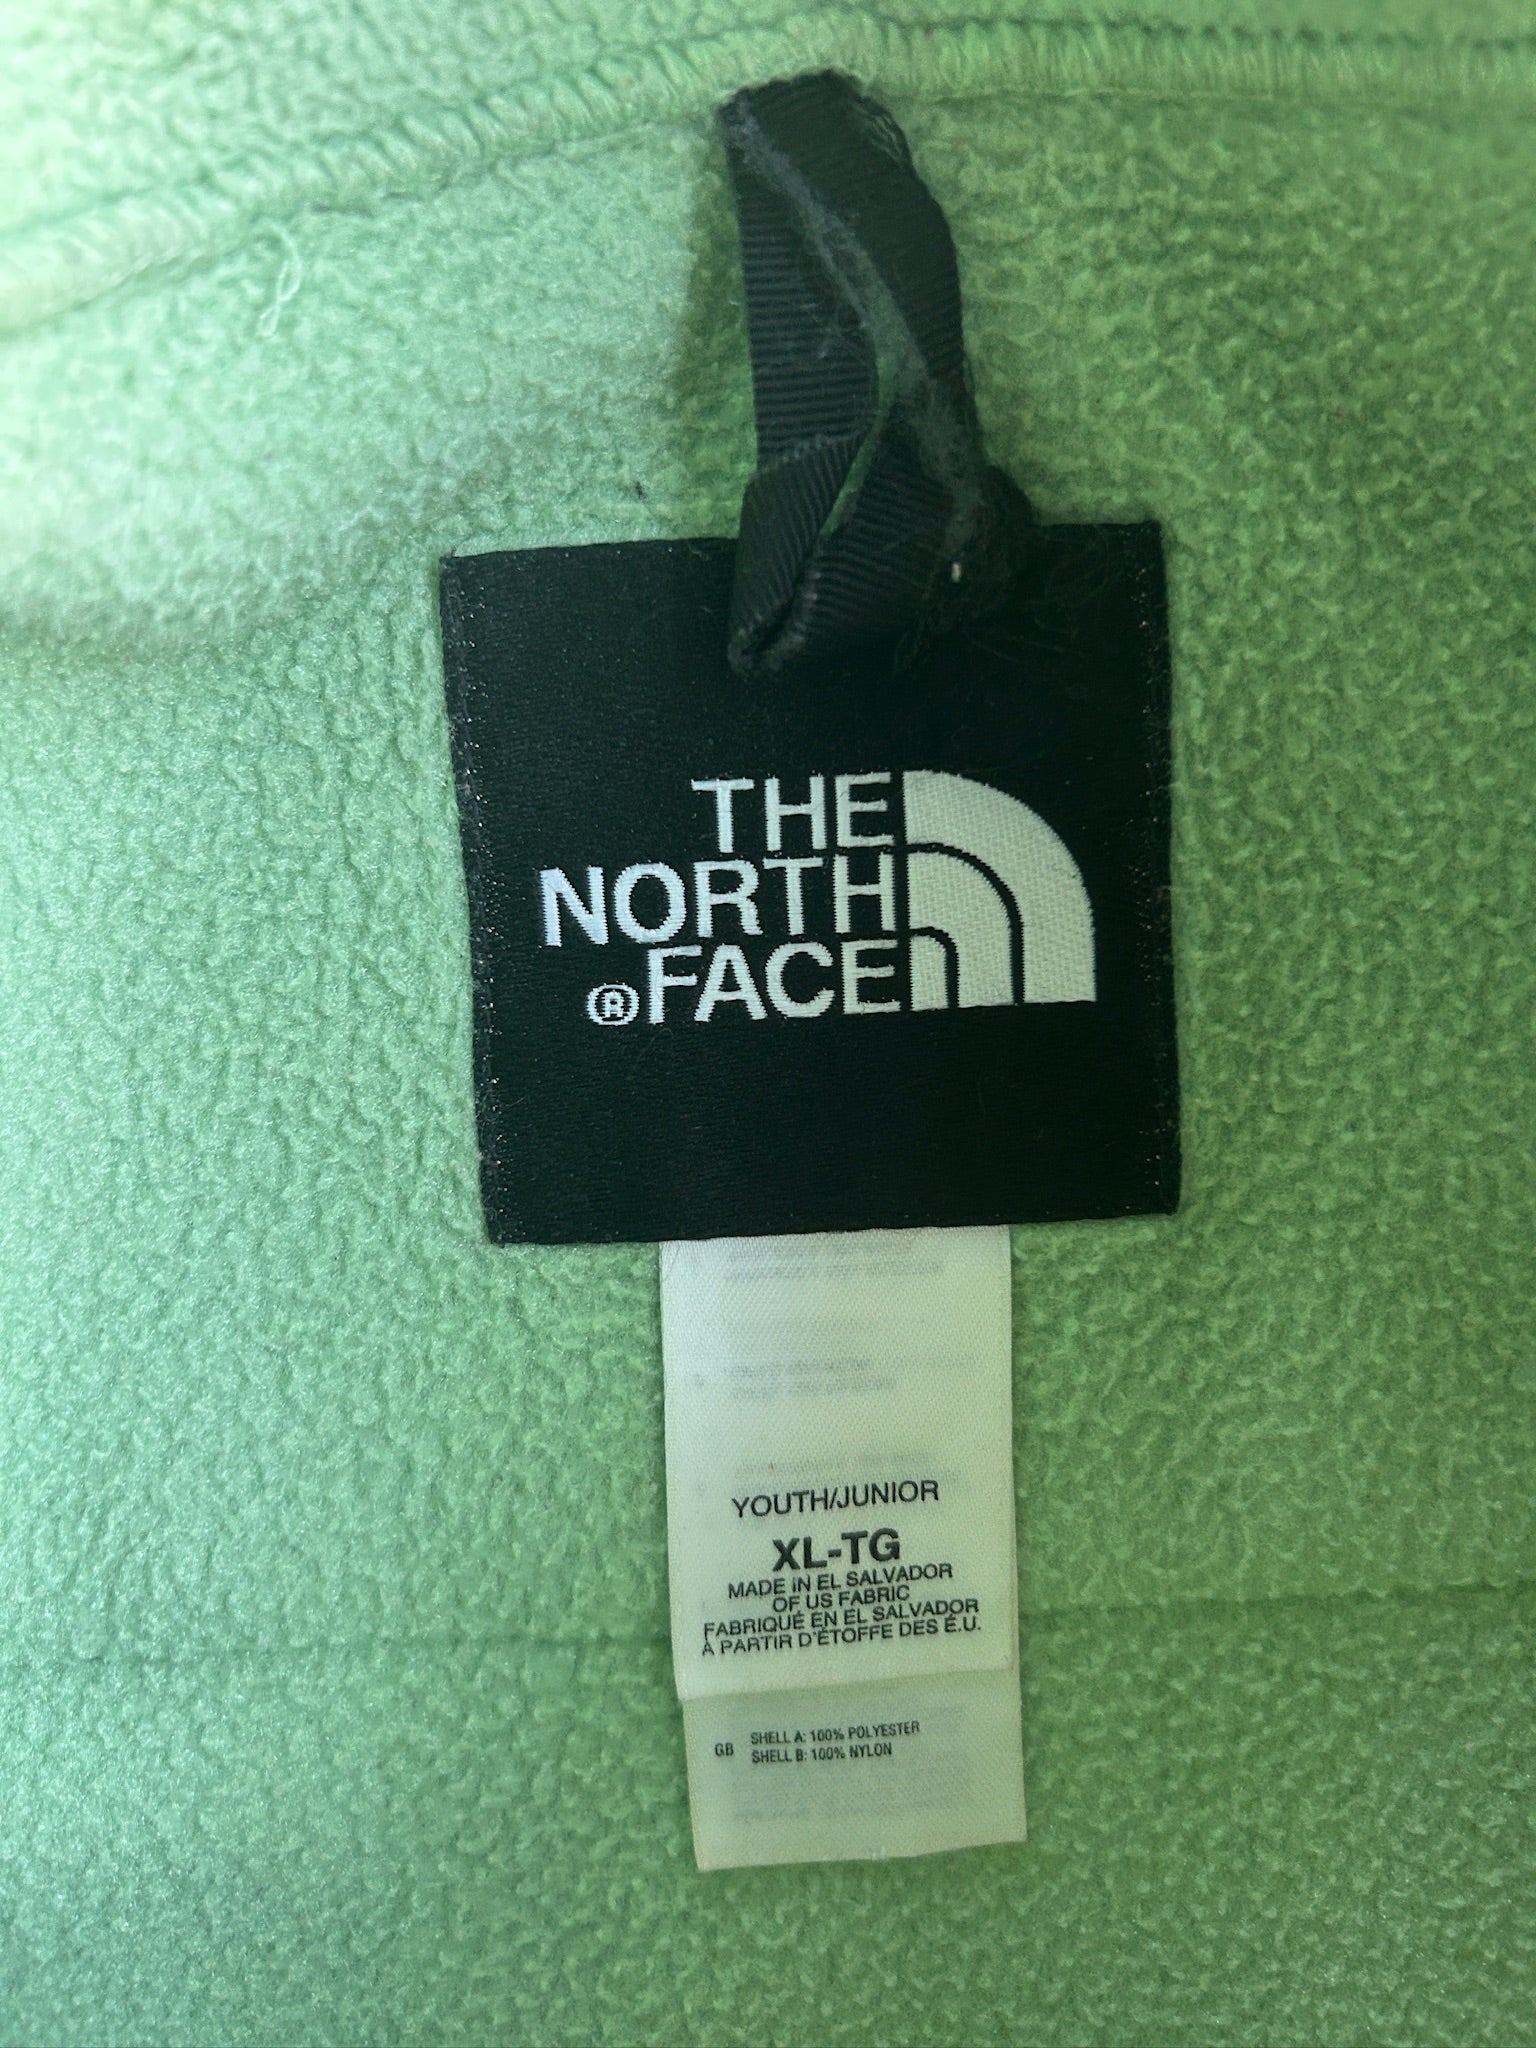 THE
NORTH
®FACE
YOUTH/JUNIOR
XL-TG
MADE IN EL SALVADOR
OF US FABRIC
FABRIQUÉ EN EL SALVADOR
À PARTIR D'ÉTOFFE DES É.U.
GB SHELL A: 100% POLYESTER
SHELL B: 100% NYLON